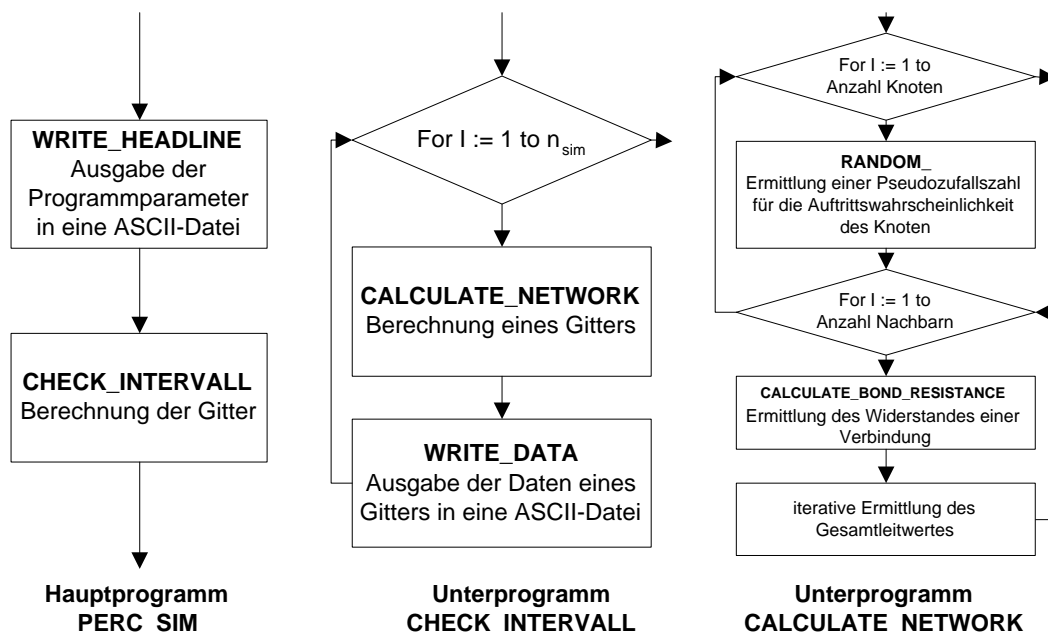 WRITE_HEADLINE
Ausgabe der
Programmparameter
in eine ASCII-Datei
CHECK_INTERVALL
Berechnung der Gitter
Hauptprogramm
PERC_SIM
For I := 1 to n_sim
CALCULATE_NETWORK
Berechnung eines Gitters
WRITE_DATA
Ausgabe der Daten eines
Gitters in eine ASCII-Datei
Unterprogramm
CHECK_INTERVALL
For I := 1 to
Anzahl Knoten
RANDOM_
Ermittlung einer Pseudozufallszahl
für die Auftrittswahrscheinlichkeit
des Knoten
For I := 1 to
Anzahl Nachbarn
CALCULATE_BOND_RESISTANCE
Ermittlung des Widerstandes einer
Verbindung
iterative Ermittlung des
Gesamtleitwertes
Unterprogramm
CALCULATE_NETWORK